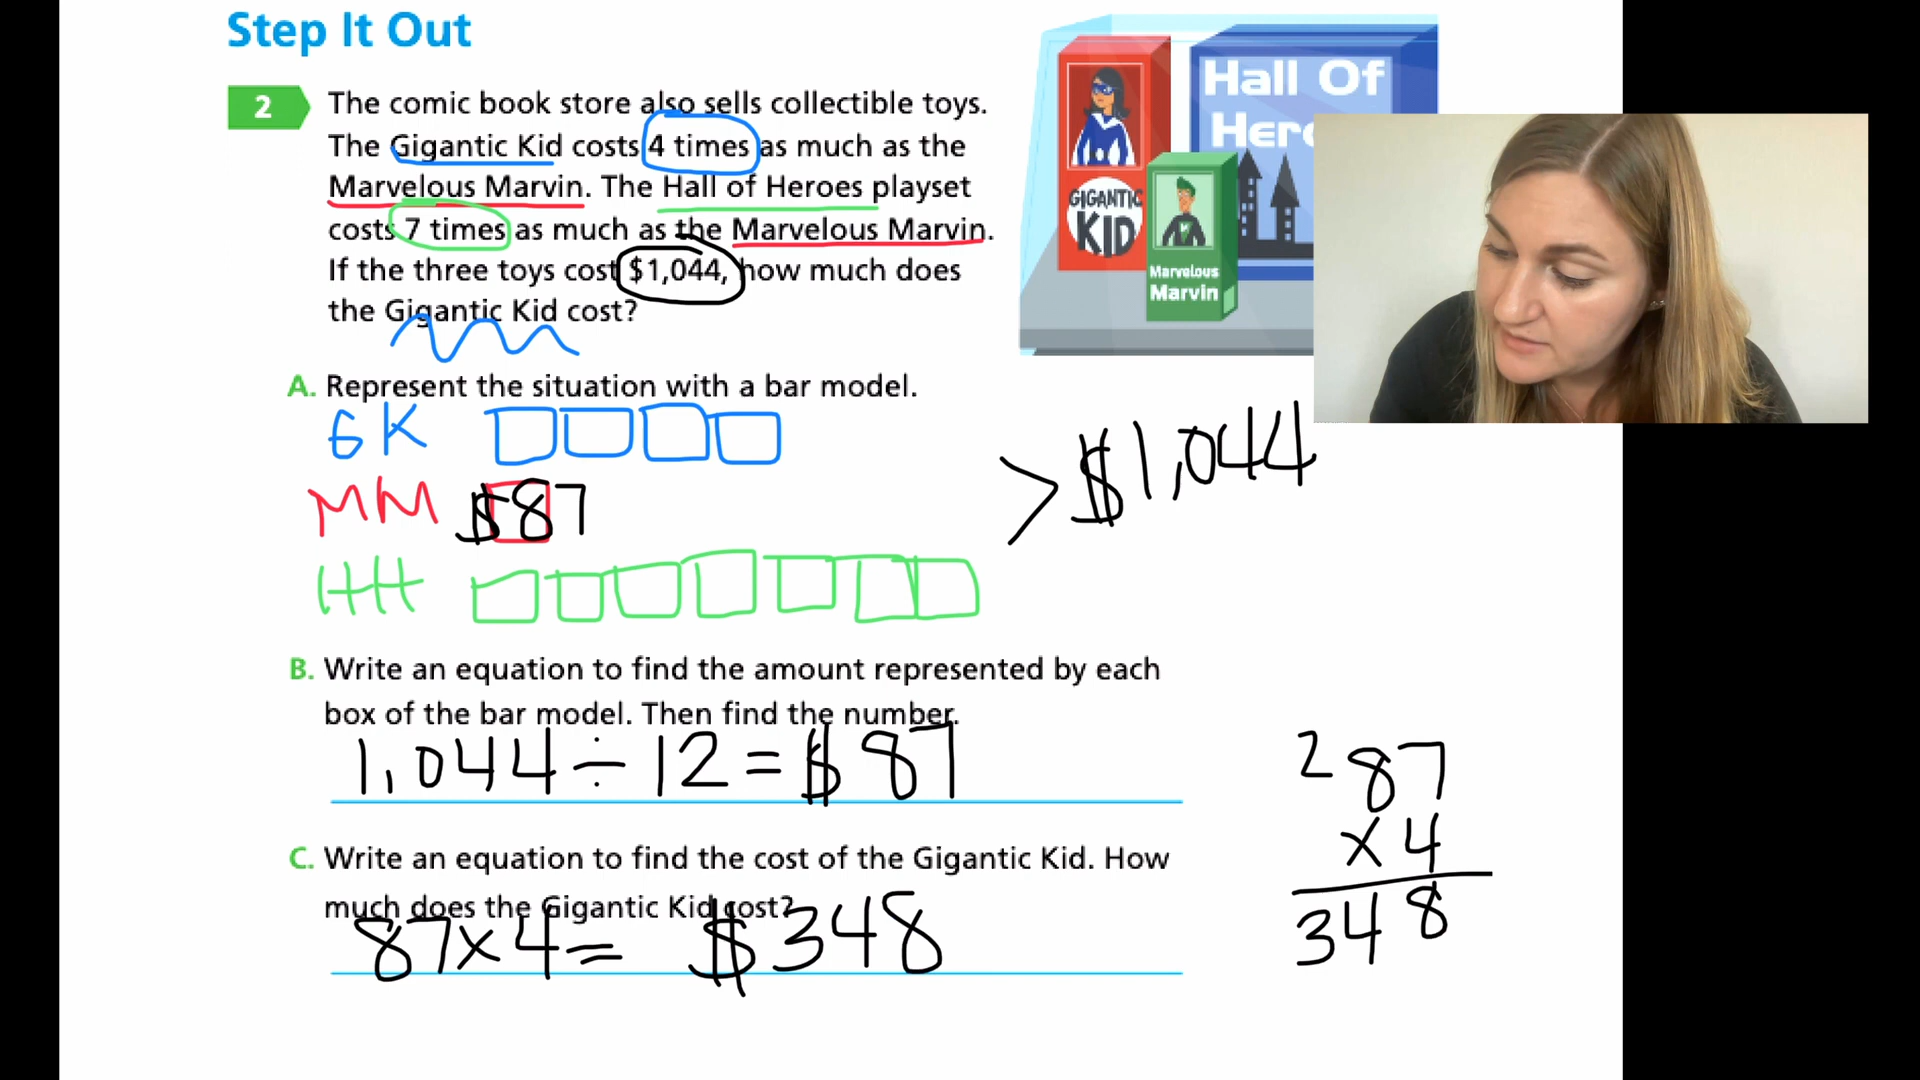 Step It Out
2 The comic book store also sells collectible toys.
The Gigantic Kid costs 4 times as much as the
Marvelous Marvin. The Hall of Heroes playset
costs 7 times as much as the Marvelous Marvin.
If the three toys cost $1,044, how much does
the Gigantic Kid cost?
Hall Of
Hero
GIGANTIC
KID
Marvelous
Marvin
A. Represent the situation with a bar model.
GK
MM $87
HH
> $1,044
B. Write an equation to find the amount represented by each
box of the bar model. Then find the number.
1,044 ÷ 12 = $87
C. Write an equation to find the cost of the Gigantic Kid. How
much does the Gigantic Kid cost?
87x4= $348
2 87
x 4
348